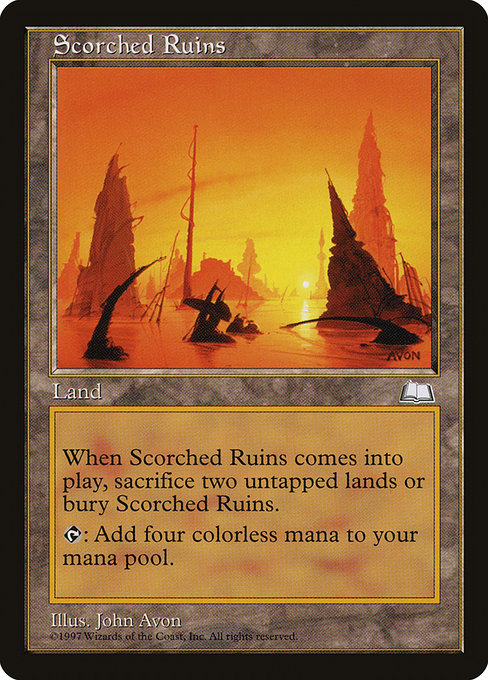 Scorched Ruins
AVON
Land
When Scorched Ruins comes into
play, sacrifice two untapped lands or
bury Scorched Ruins.
: Add four colorless mana to your
mana pool.
Illus. John Avon
©1997 Wizards of the Coast, Inc. All rights reserved.